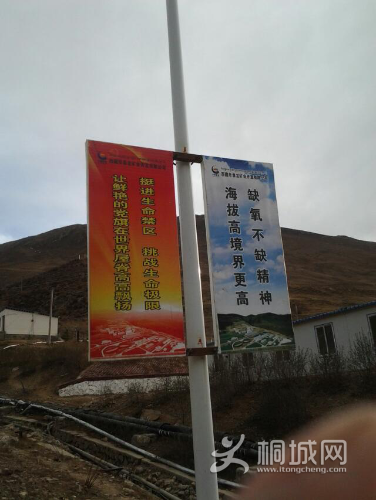 挺进生命禁区 挑战生命极限
让鲜艳的党旗在世界屋脊高高飘扬
缺氧不缺精神
海拔高境界更高
桐城网
www.itongcheng.com